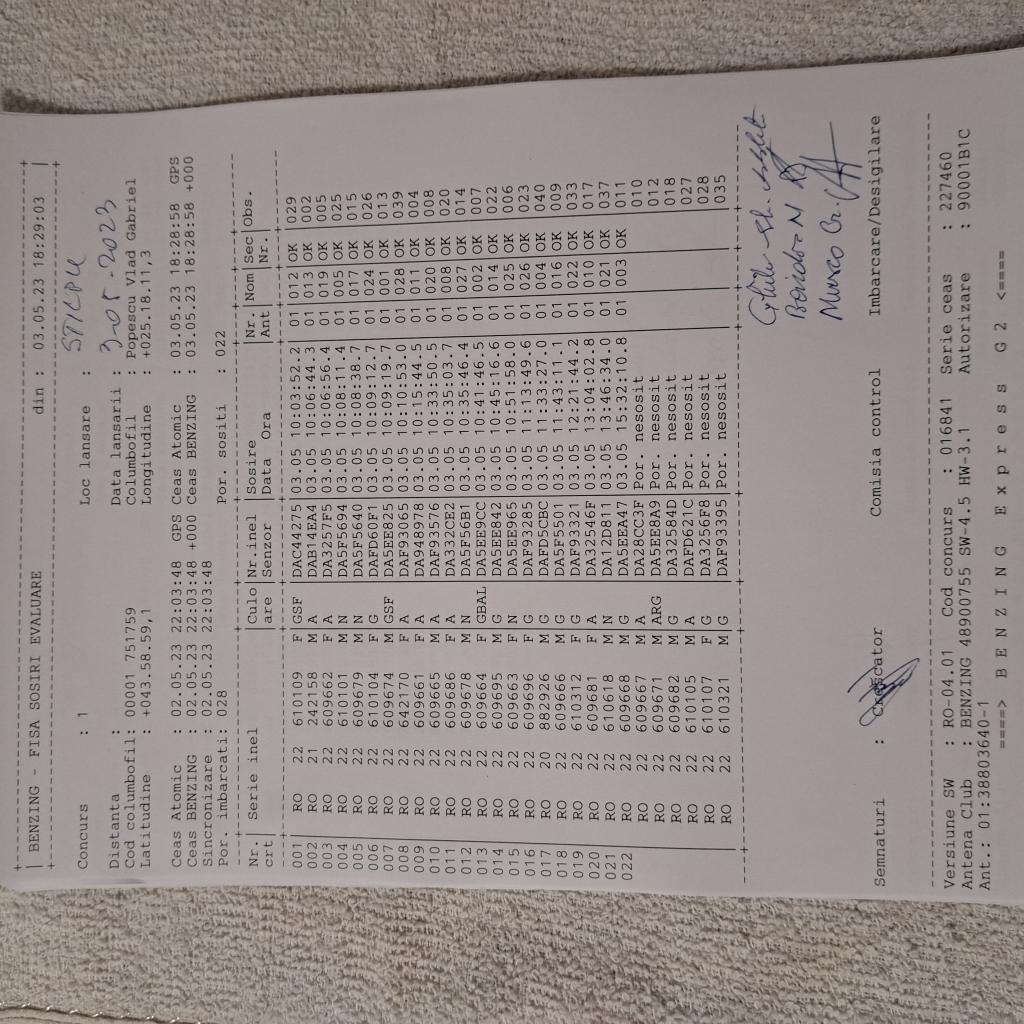 +-----------------------------------------------------------------------+
| BENZING - FISA SOSIRI EVALUARE din : 03.05.23 18:29:03 |
+-----------------------------------------------------------------------+
Concurs : 1 Loc lansare :
Distanta : Data lansarii : 3-05-2023
Cod columbofil: 00001 751759 Columbofil : Popescu Vlad Gabriel
Latitudine : +043.58.59,1 Longitudine : +025.18.11,3
Ceas Atomic : 02.05.23 22:03:48 GPS Ceas Atomic : 03.05.23 18:28:58 GPS
Ceas BENZING : 02.05.23 22:03:48 +000 Ceas BENZING : 03.05.23 18:28:58 +000
Sincronizare : 02.05.23 22:03:48
Por. imbarcati: 028 Por. sositi : 022
Nr. | Serie inel |Culo|Nr.inel |Sosire |Nr. |Nom|Sec|Obs.
crt | |are |Senzor |Data Ora |Ant | |Nr.|
001 RO 22 610109 F GSF DAC44275 03.05 10:03:52.2 01 012 OK 029
002 RO 21 242158 M A DAB14EA4 03.05 10:06:44.3 01 013 OK 002
003 RO 22 609662 F A DA3257F5 03.05 10:06:56.4 01 019 OK 005
004 RO 22 610101 M N DA5F5694 03.05 10:08:11.4 01 005 OK 025
005 RO 22 609679 M N DA5F5640 03.05 10:08:38.7 01 017 OK 015
006 RO 22 610104 F G DAFD60F1 03.05 10:09:12.7 01 024 OK 026
007 RO 22 609674 M GSF DA5EE825 03.05 10:09:19.7 01 001 OK 013
008 RO 22 642170 F A DAF93065 03.05 10:10:53.0 01 028 OK 039
009 RO 22 609661 F A DA948978 03.05 10:15:44.5 01 011 OK 004
010 RO 22 609665 M A DAF93576 03.05 10:33:50.5 01 020 OK 008
011 RO 22 609686 F A DA332CE2 03.05 10:35:03.7 01 008 OK 020
012 RO 22 609678 M N DA5F56B1 03.05 10:35:46.4 01 027 OK 014
013 RO 22 609664 F GBAL DA5EE9CC 03.05 10:41:46.5 01 002 OK 007
014 RO 22 609695 M G DA5EE842 03.05 10:45:16.6 01 014 OK 022
015 RO 22 609663 F N DA5EE965 03.05 10:51:58.0 01 025 OK 006
016 RO 22 609696 F G DAF93285 03.05 11:13:49.6 01 026 OK 023
017 RO 20 882926 M G DAFD5CBC 03.05 11:33:27.0 01 004 OK 040
018 RO 22 609666 M G DA5F5501 03.05 11:43:11.1 01 016 OK 009
019 RO 22 610312 F G DAF93321 03.05 12:21:44.2 01 022 OK 033
020 RO 22 609681 F A DA32546F 03.05 13:04:02.8 01 010 OK 017
021 RO 22 610618 M N DA12D811 03.05 13:46:34.0 01 037 OK 037
022 RO 22 609668 M G DA5EEA47 03.05 15:32:10.8 01 003 OK 011
RO 22 609667 M A DA28CC3F Por. nesosit 010
RO 22 609671 M ARG DA5EE8A9 Por. nesosit 012
RO 22 609682 M G DA32584D Por. nesosit 018
RO 22 610105 M G DAFD621C Por. nesosit 027
RO 22 610107 F G DA3256F8 Por. nesosit 028
RO 22 610321 M G DAF93395 Por. nesosit 035
Semnaturi : Crescator Comisia control Imbarcare/Desigilare
Versiune SW : RO-04.01 Cod concurs : 016841 Serie ceas : 227460
Antena Club : BENZING 48900755 SW-4.5 HW-3.1 Autorizare : 90001B1C
Ant.: 01:38803640-1
====> B E N Z I N G E x p r e s s G 2 <====